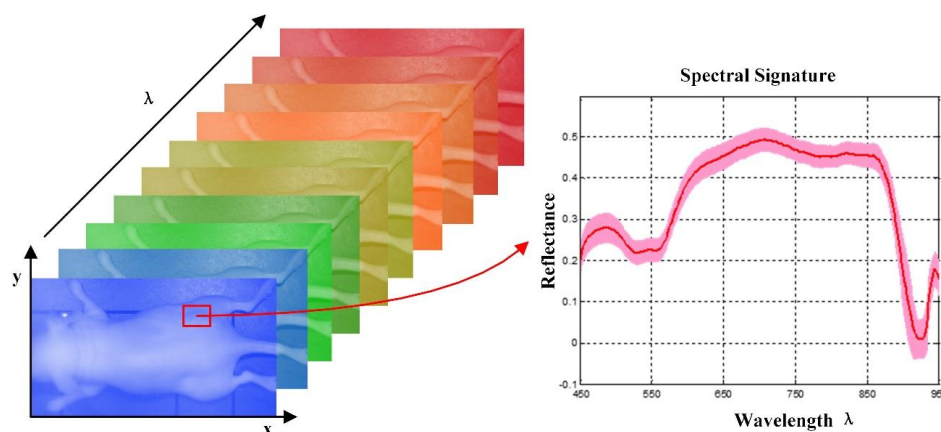 λ
y
x
Spectral Signature
Reflectance
0.5
0.4
0.3
0.2
0.1
0
-0.1
450
550
650
750
850
95
Wavelength λ